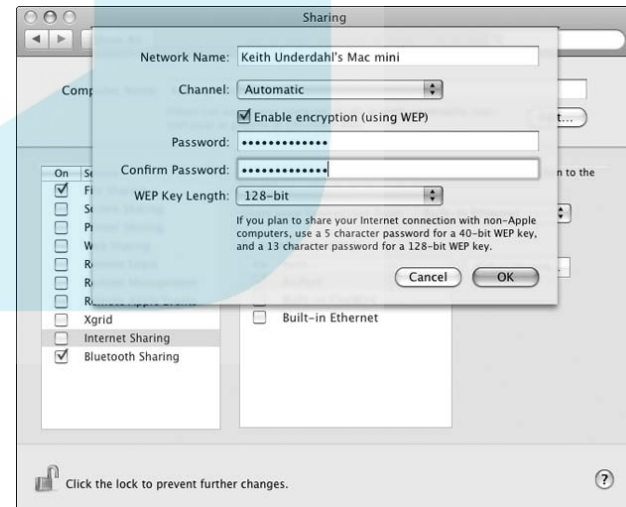 Sharing
Network Name: Keith Underdahl's Mac mini
Channel: Automatic
Enable encryption (using WEP)
Password: •••••••••••••
Confirm Password: •••••••••••••
WEP Key Length: 128-bit
If you plan to share your Internet connection with non-Apple
computers, use a 5 character password for a 40-bit WEP key,
and a 13 character password for a 128-bit WEP key.
Cancel OK
On
to the
Xgrid
Internet Sharing
Bluetooth Sharing
Built-in Ethernet
Click the lock to prevent further changes.
?